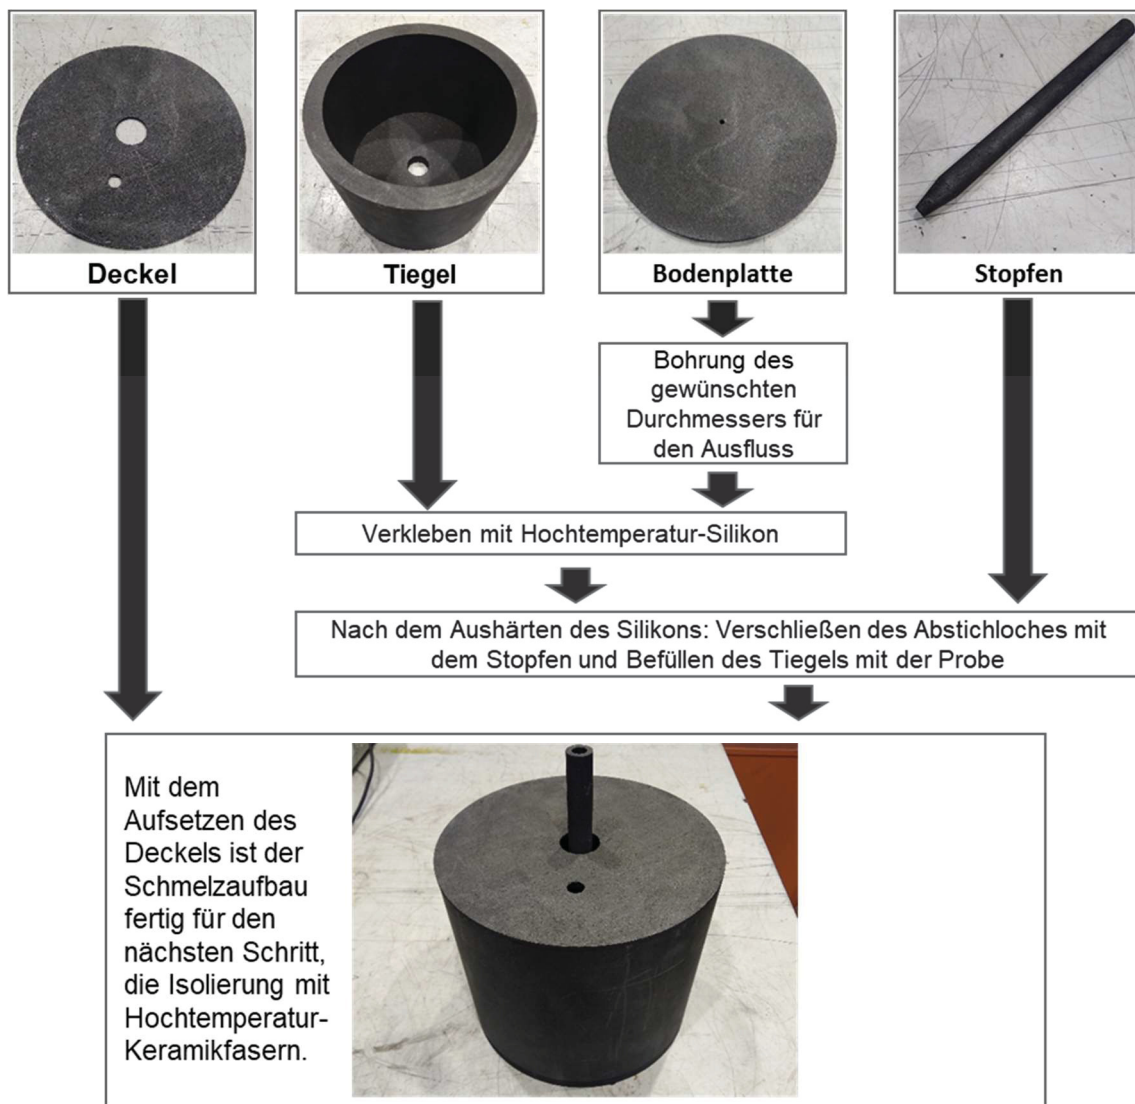 Deckel
Tiegel
Bodenplatte
Stopfen
Bohrung des
gewünschten
Durchmessers für
den Ausfluss
Verkleben mit Hochtemperatur-Silikon
Nach dem Aushärten des Silikons: Verschließen des Abstichloches mit
dem Stopfen und Befüllen des Tiegels mit der Probe
Mit dem
Aufsetzen des
Deckels ist der
Schmelzaufbau
fertig für den
nächsten Schritt,
die Isolierung mit
Hochtemperatur-
Keramikfasern.